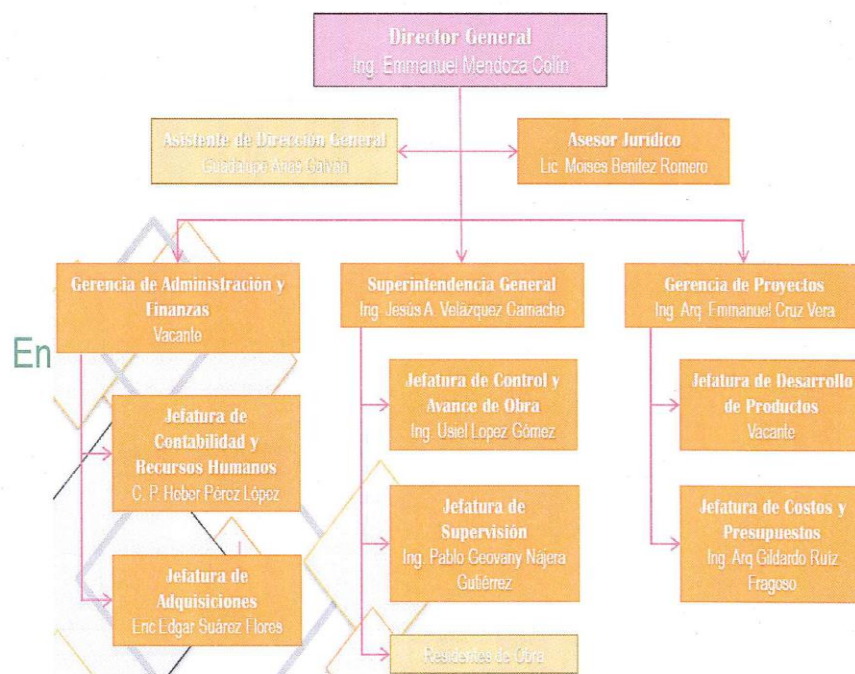 Director General
Ing. Emmanuel Mendoza Colin
Asistente de Dirección General
Guadalupe Arias Galván
Asesor Jurídico
Lic. Moises Benitez Romero
Gerencia de Administración y
Finanzas
Vacante
Superintendencia General
Ing. Jesús A. Velázquez Camacho
Gerencia de Proyectos
Ing. Arq. Emmanuel Cruz Vera
En
Jefatura de
Contabilidad y
Recursos Humanos
C. P. Heber Pérez López
Jefatura de Control y
Avance de Obra
Ing. Usiel Lopez Gómez
Jefatura de Desarrollo
de Productos
Vacante
Jefatura de
Adquisiciones
Eric Edgar Suárez Flores
Jefatura de
Supervisión
Ing. Pablo Geovany Nájera
Gutiérrez
Jefatura de Costos y
Presupuestos
Ing. Arq Gildardo Ruíz
Fragoso
Residentes de Obra